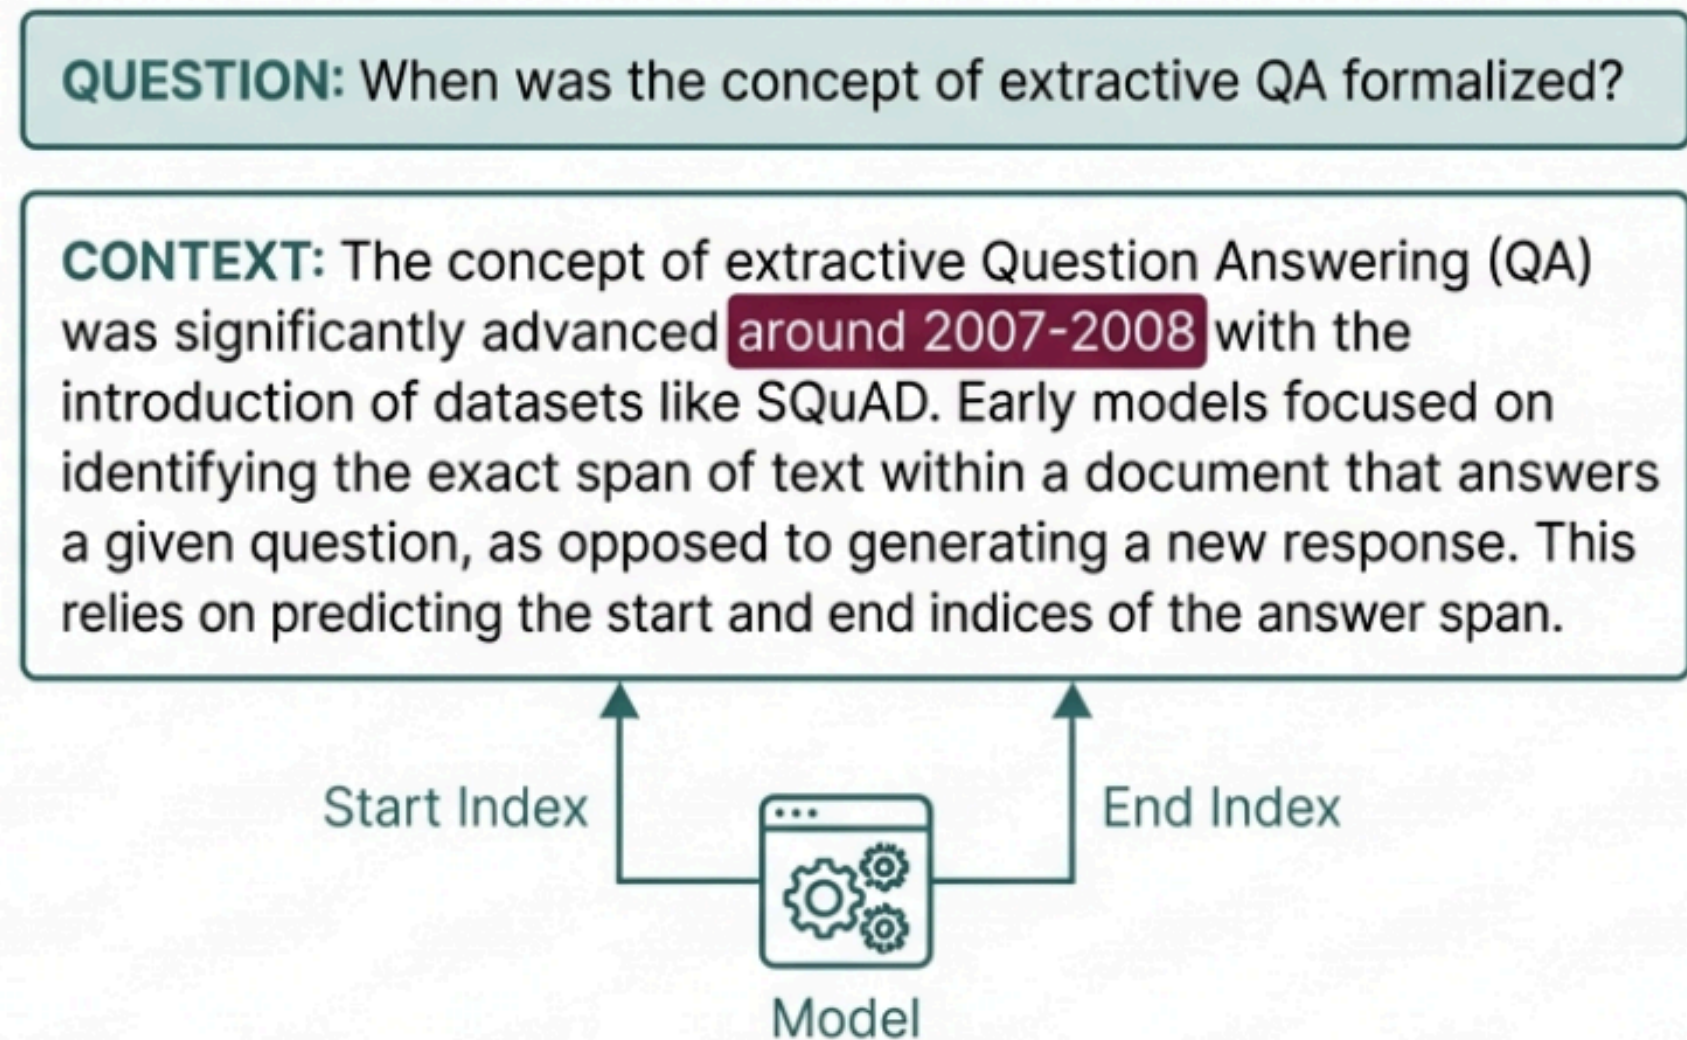 QUESTION: When was the concept of extractive QA formalized?
CONTEXT: The concept of extractive Question Answering (QA)
was significantly advanced around 2007-2008 with the
introduction of datasets like SQuAD. Early models focused on
identifying the exact span of text within a document that answers
a given question, as opposed to generating a new response. This
relies on predicting the start and end indices of the answer span.
Start Index
End Index
Model